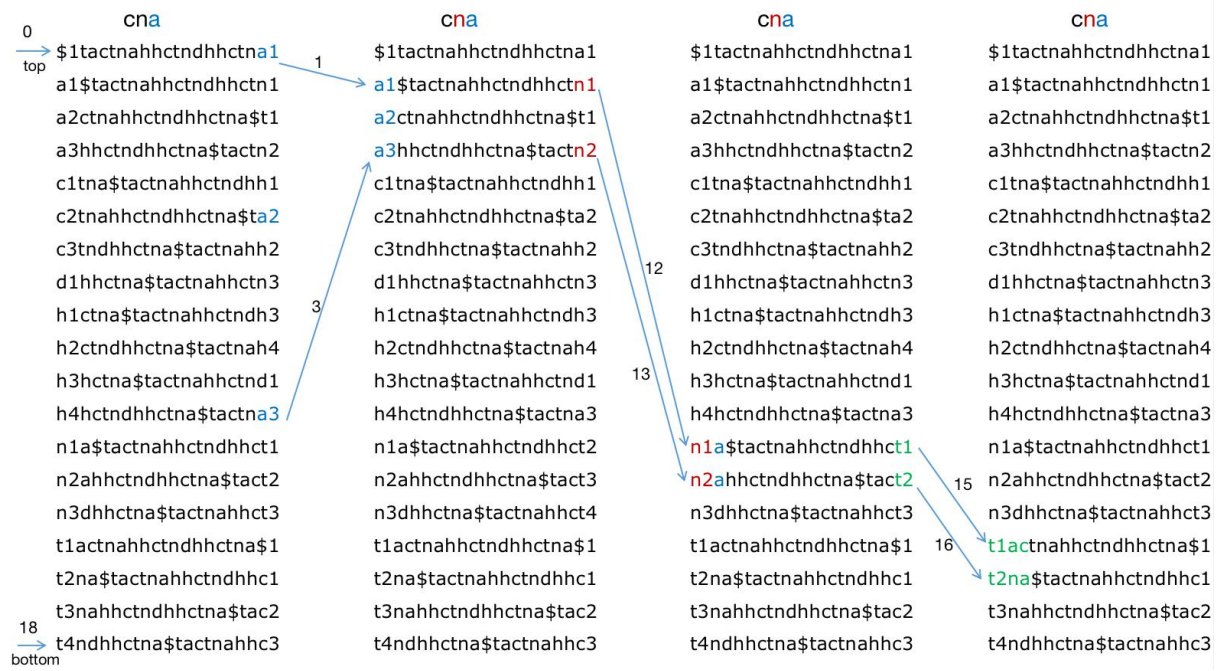 cna
0
top
$1tactnahhctndhhctna1
a1$tactnahhctndhhctn1
a2ctnahhctndhhctna$t1
a3hhctndhhctna$tactn2
c1tna$tactnahhctndhh1
c2tnahhctndhhctna$ta2
c3tndhhctna$tactnahh2
d1hhctna$tactnahhctn3
h1ctna$tactnahhctndh3
h2ctndhhctna$tactnah4
h3hctna$tactnahhctnd1
h4hctndhhctna$tactna3
n1a$tactnahhctndhhct1
n2ahhctndhhctna$tact2
n3dhhctna$tactnahhct3
t1actnahhctndhhctna$1
t2na$tactnahhctndhhc1
t3nahhctndhhctna$tac2
t4ndhhctna$tactnahhc3
18
bottom
1
3
cna
$1tactnahhctndhhctna1
a1$tactnahhctndhhctn1
a2ctnahhctndhhctna$t1
a3hhctndhhctna$tactn2
c1tna$tactnahhctndhh1
c2tnahhctndhhctna$ta2
c3tndhhctna$tactnahh2
d1hhctna$tactnahhctn3
h1ctna$tactnahhctndh3
h2ctndhhctna$tactnah4
h3hctna$tactnahhctnd1
h4hctndhhctna$tactna3
n1a$tactnahhctndhhct2
n2ahhctndhhctna$tact3
n3dhhctna$tactnahhct4
t1actnahhctndhhctna$1
t2na$tactnahhctndhhc1
t3nahhctndhhctna$tac2
t4ndhhctna$tactnahhc3
12
13
cna
$1tactnahhctndhhctna1
a1$tactnahhctndhhctn1
a2ctnahhctndhhctna$t1
a3hhctndhhctna$tactn2
c1tna$tactnahhctndhh1
c2tnahhctndhhctna$ta2
c3tndhhctna$tactnahh2
d1hhctna$tactnahhctn3
h1ctna$tactnahhctndh3
h2ctndhhctna$tactnah4
h3hctna$tactnahhctnd1
h4hctndhhctna$tactna3
n1a$tactnahhctndhhct1
n2ahhctndhhctna$tact2
n3dhhctna$tactnahhct3
t1actnahhctndhhctna$1
t2na$tactnahhctndhhc1
t3nahhctndhhctna$tac2
t4ndhhctna$tactnahhc3
15
16
cna
$1tactnahhctndhhctna1
a1$tactnahhctndhhctn1
a2ctnahhctndhhctna$t1
a3hhctndhhctna$tactn2
c1tna$tactnahhctndhh1
c2tnahhctndhhctna$ta2
c3tndhhctna$tactnahh2
d1hhctna$tactnahhctn3
h1ctna$tactnahhctndh3
h2ctndhhctna$tactnah4
h3hctna$tactnahhctnd1
h4hctndhhctna$tactna3
n1a$tactnahhctndhhct1
n2ahhctndhhctna$tact2
n3dhhctna$tactnahhct3
t1actnahhctndhhctna$1
t2na$tactnahhctndhhc1
t3nahhctndhhctna$tac2
t4ndhhctna$tactnahhc3